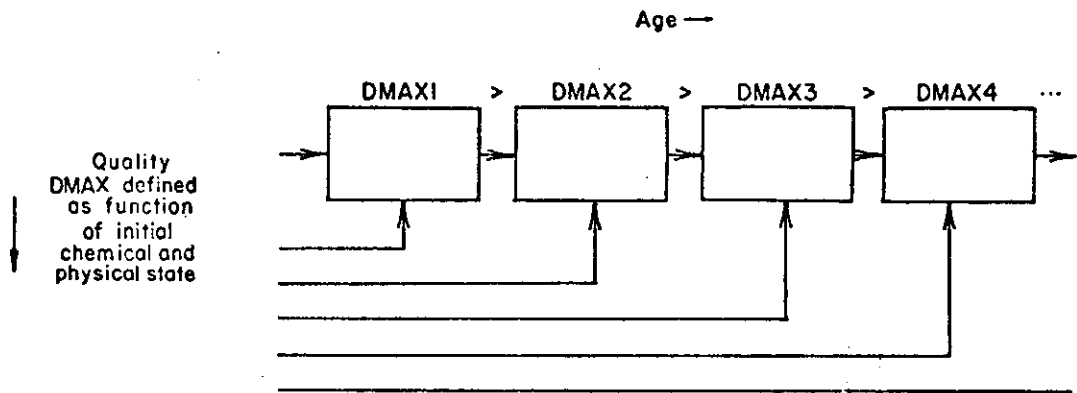 Age →
DMAX1 > DMAX2 > DMAX3 > DMAX4 ...
Quality
DMAX defined
as function
of initial
chemical and
physical state